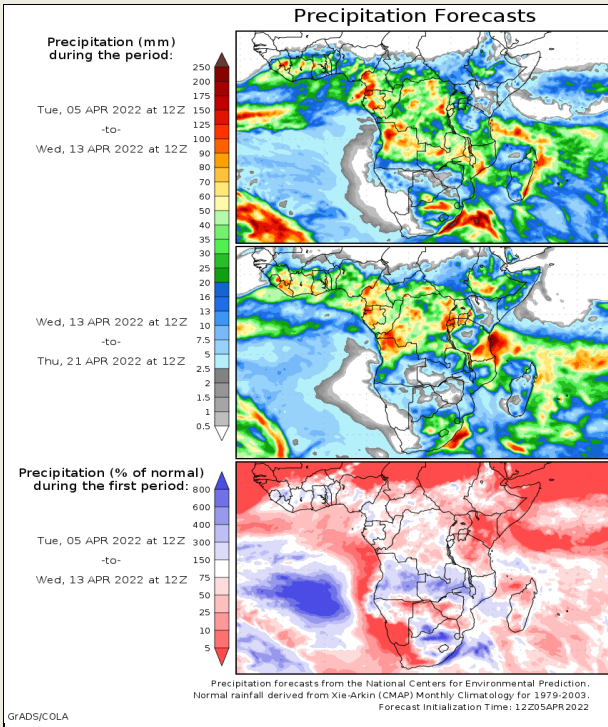 Precipitation Forecasts
Precipitation (mm)
during the period:
Tue, 05 APR 2022 at 12Z
-to-
Wed, 13 APR 2022 at 12Z
250
200
175
150
125
100
90
80
70
60
50
40
35
30
25
20
16
13
10
7.5
5
2.5
2
1.5
1
0.5
Wed, 13 APR 2022 at 12Z
-to-
Thu, 21 APR 2022 at 12Z
Precipitation (% of normal)
during the first period:
Tue, 05 APR 2022 at 12Z
-to-
Wed, 13 APR 2022 at 12Z
800
600
400
300
150
75
50
25
10
5
Precipitation forecasts from the National Centers for Environmental Prediction.
Normal rainfall derived from Xie-Arkin (CMAP) Monthly Climatology for 1979-2003.
Forecast Initialization Time: 12Z05APR2022
GrADS/COLA